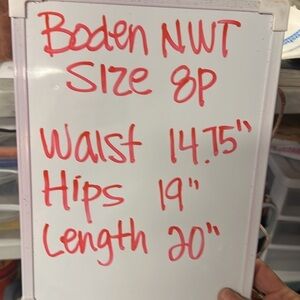 Boden NWT
Size 8P
Waist 14.75"
Hips 19"
Length 20"